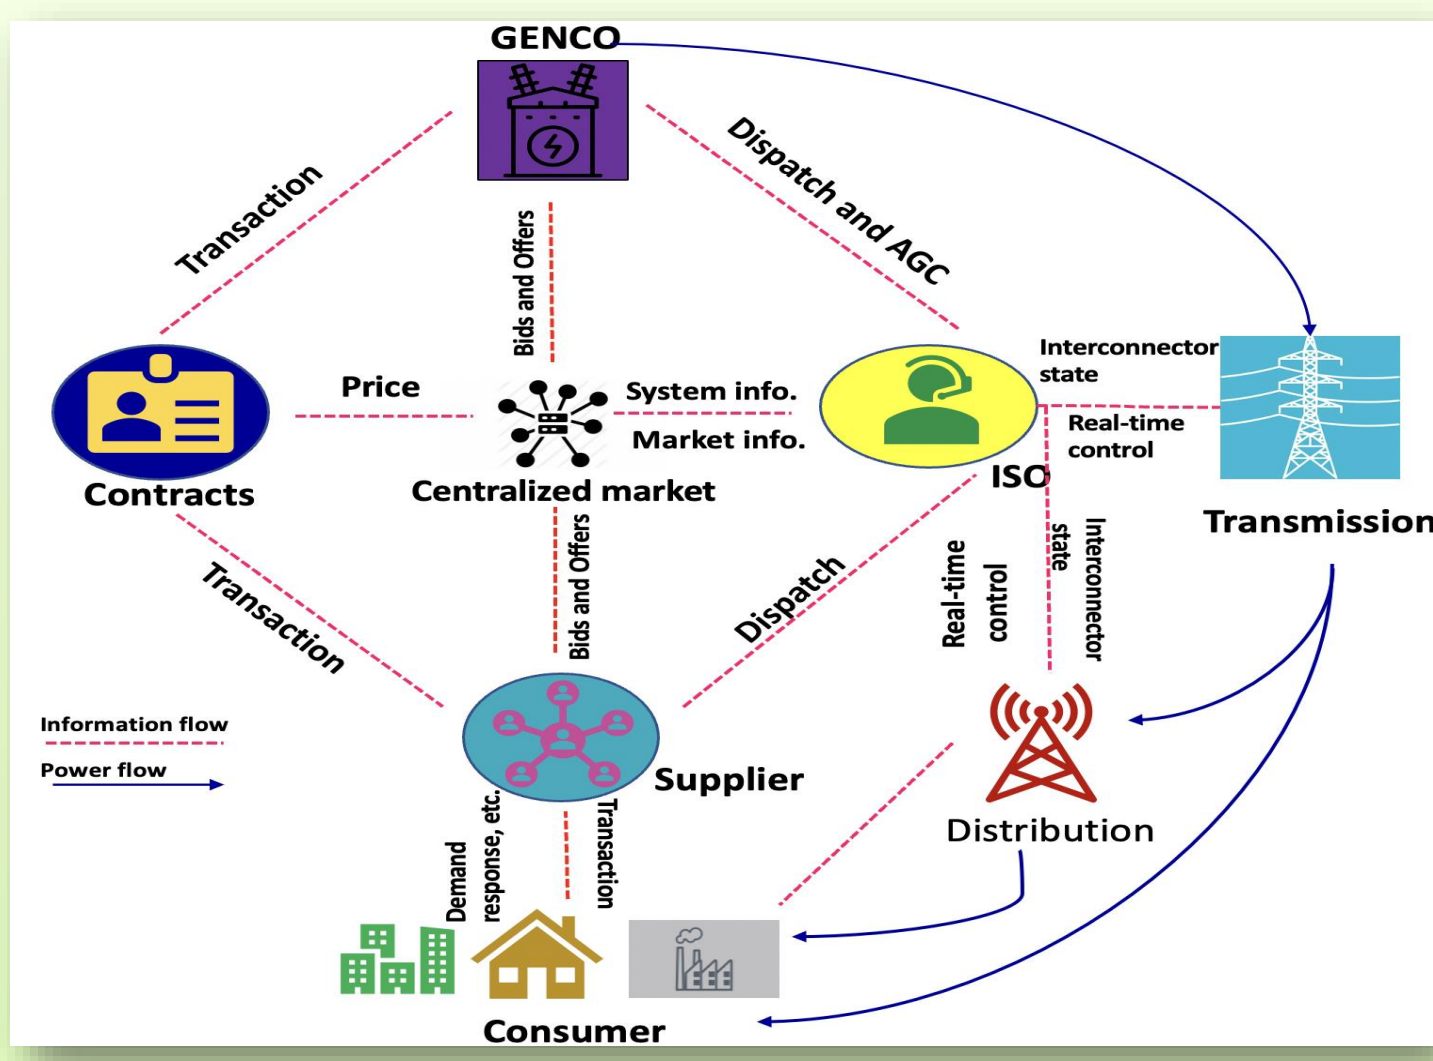 GENCO
Transaction
Bids and Offers
Dispatch and AGC
Price
System info.
Market info.
Interconnector
state
Real-time
control
Contracts
Centralized market
ISO
Transmission
Transaction
Bids and Offers
Dispatch
Real-time
control
Interconnector
state
Information flow
Power flow
Supplier
Distribution
Demand
response, etc.
Transaction
Consumer